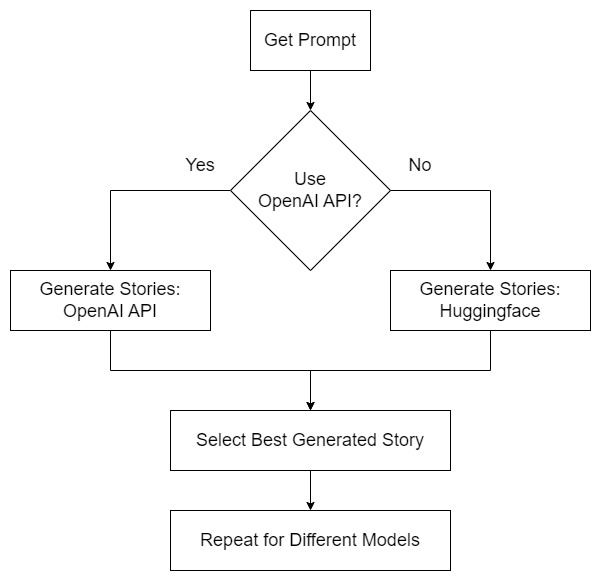 Get Prompt
Yes
No
Use
OpenAI API?
Generate Stories:
OpenAI API
Generate Stories:
Huggingface
Select Best Generated Story
Repeat for Different Models